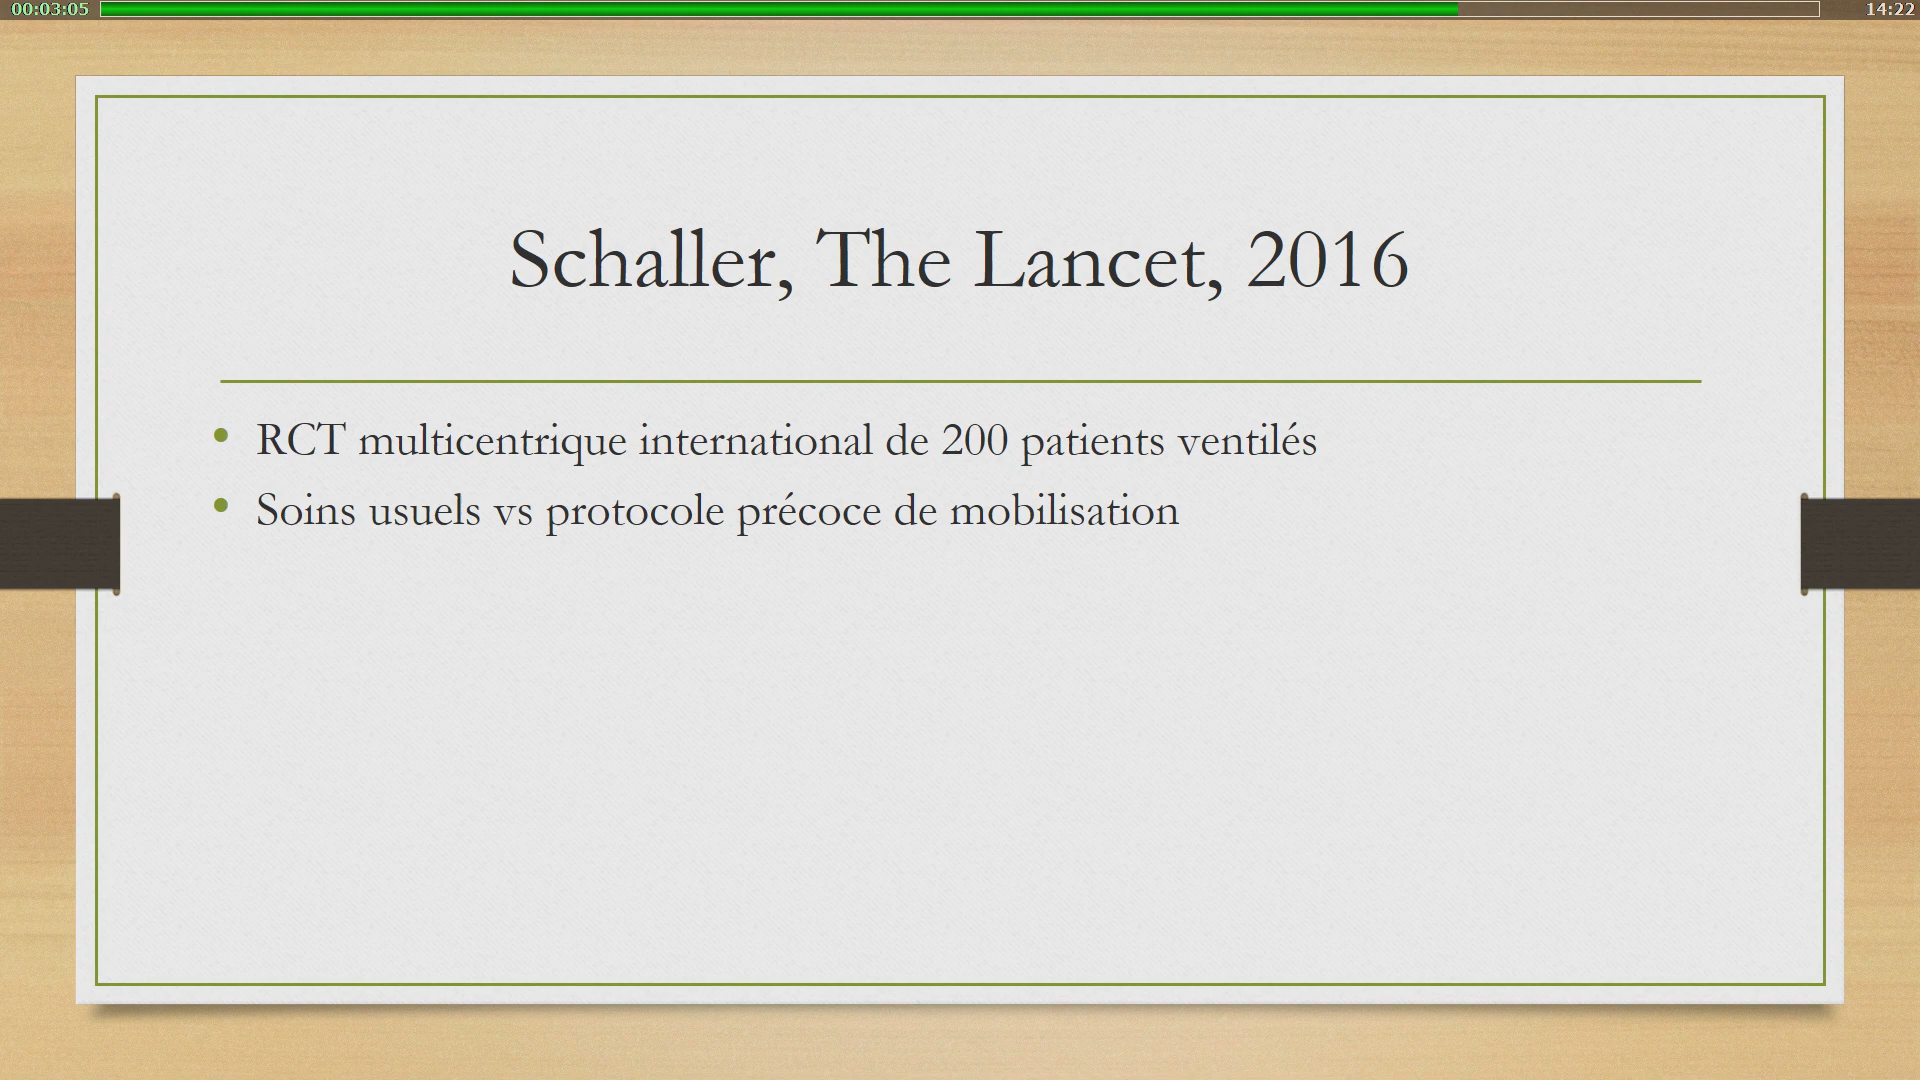 00:03:05
14:22
Schaller, The Lancet, 2016
• RCT multicentrique international de 200 patients ventilés
• Soins usuels vs protocole précoce de mobilisation